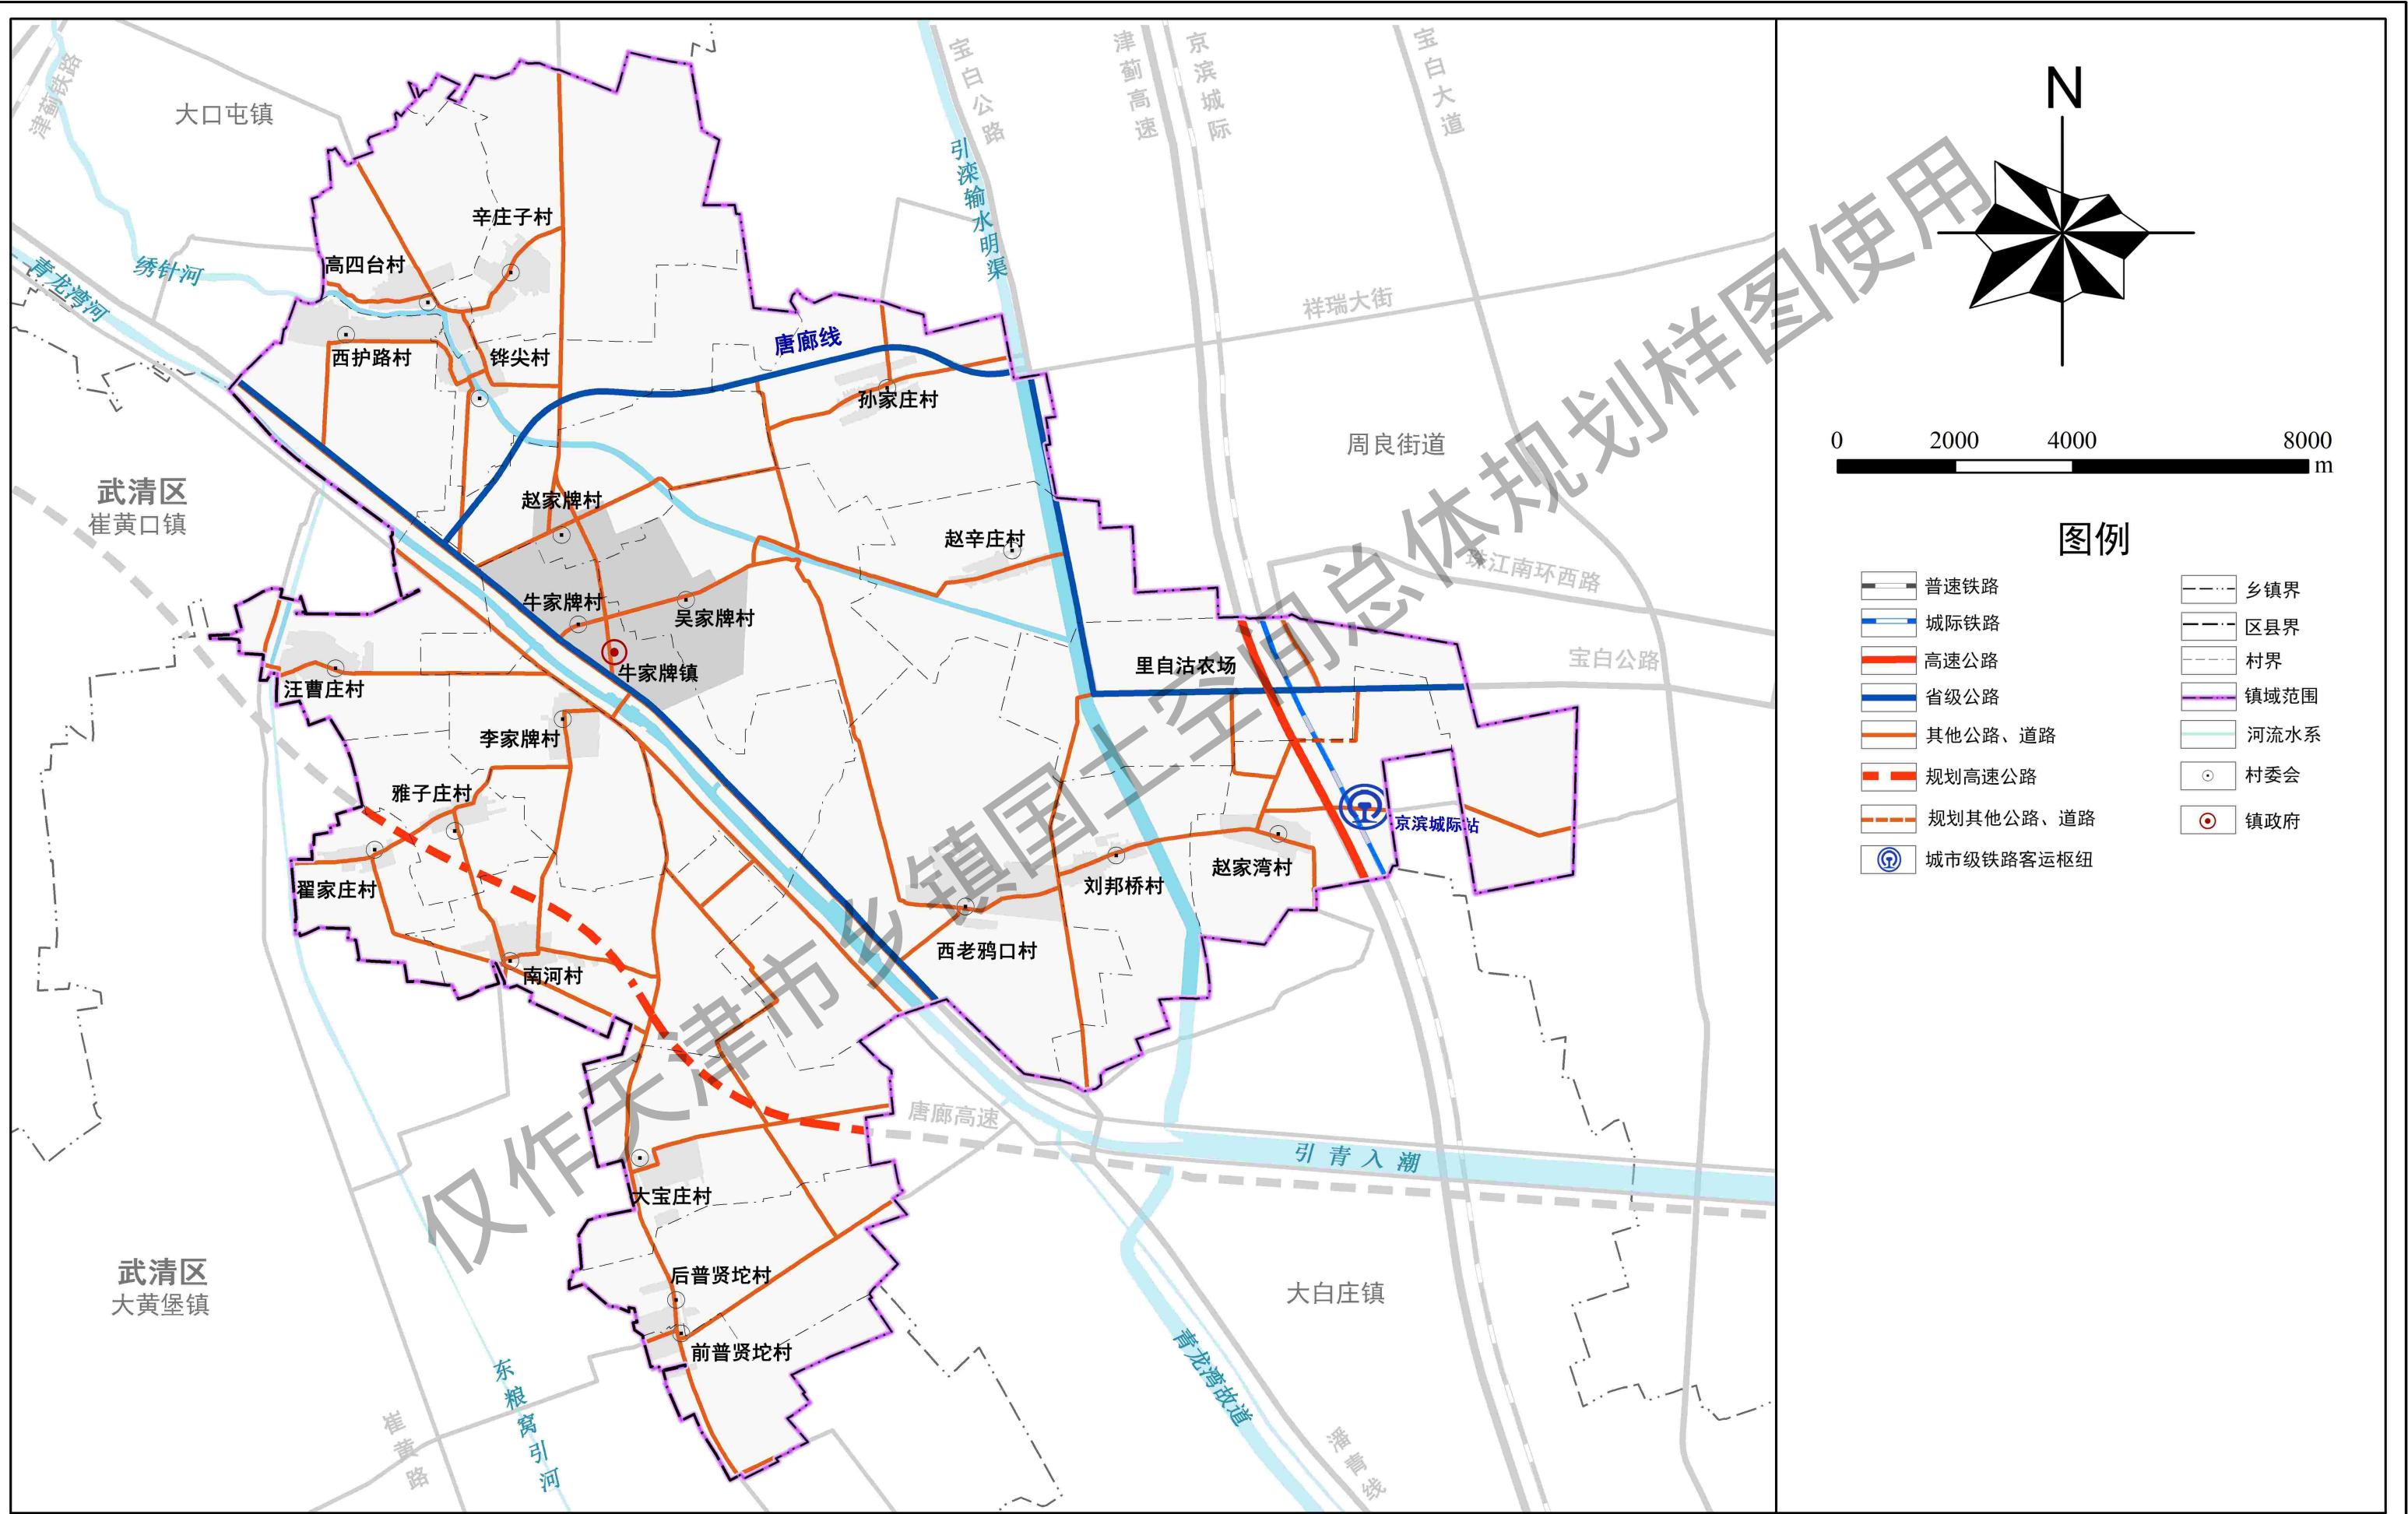 津蓟铁路
大口屯镇
宝白公路
津蓟高速
京滨城际
宝白大道
引滦输水明渠
辛庄子村
高四台村
绣针河
青龙湾河
祥瑞大街
唐廊线
西护路村
铧尖村
孙家庄村
周良街道
武清区
崔黄口镇
赵家牌村
赵辛庄村
珠江南环西路
牛家牌村
吴家牌村
牛家牌镇
里自沽农场
宝白公路
汪曹庄村
李家牌村
雅子庄村
京滨城际站
翟家庄村
刘邦桥村
赵家湾村
西老鸦口村
南河村
唐廊高速
引青入潮
大宝庄村
武清区
大黄堡镇
后普贤坨村
大白庄镇
前普贤坨村
青龙湾故道
东粮窝引河
崔黄路
潘青线
仅作天津市乡镇国土空间总体规划样图使用
N
0 2000 4000 8000
m
图例
普速铁路
城际铁路
高速公路
省级公路
其他公路、道路
规划高速公路
规划其他公路、道路
城市级铁路客运枢纽
乡镇界
区县界
村界
镇域范围
河流水系
村委会
镇政府